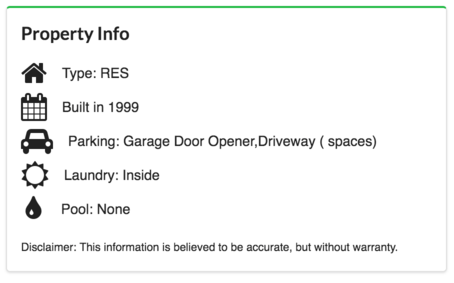 Property Info
Type: RES
Built in 1999
Parking: Garage Door Opener,Driveway ( spaces)
Laundry: Inside
Pool: None
Disclaimer: This information is believed to be accurate, but without warranty.